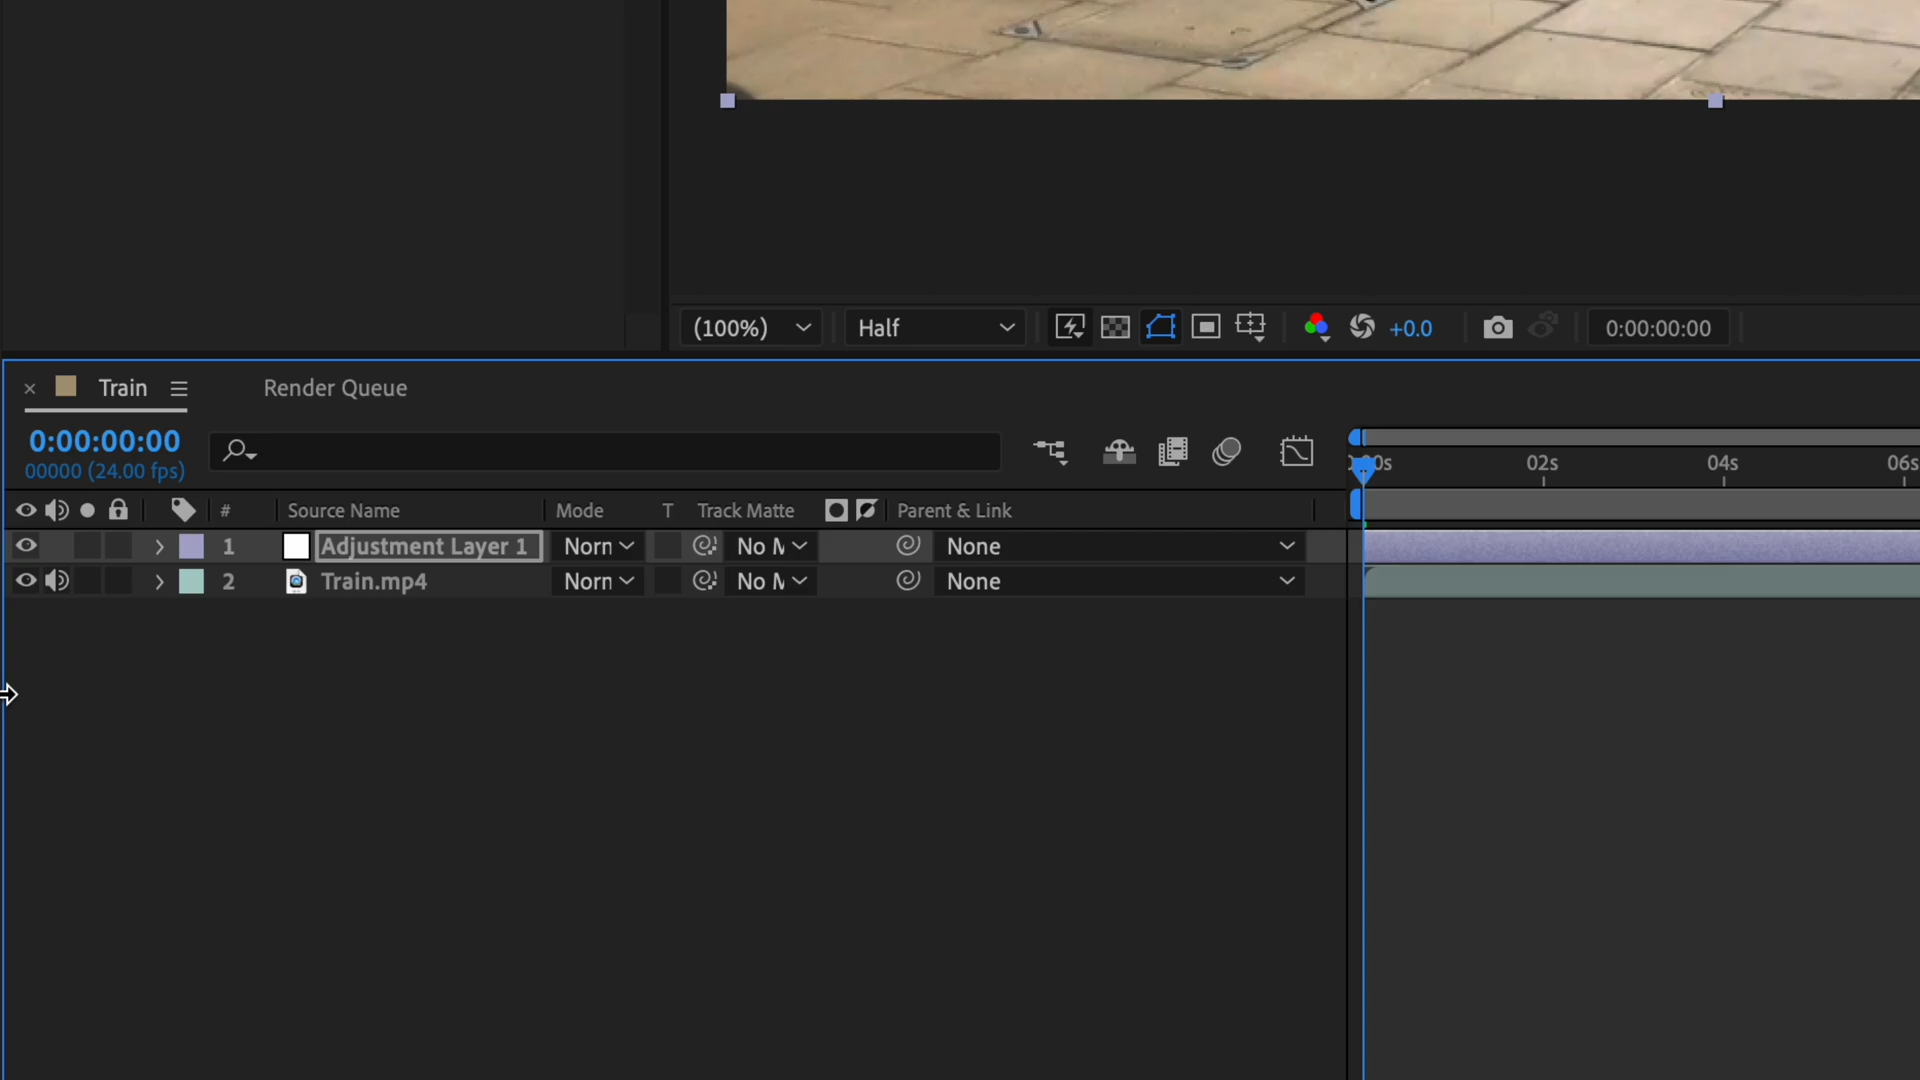 (100%) Half +0.0 0:00:00:00
× Train Render Queue
0:00:00:00
00000 (24.00 fps)
02s 04s 06s
# Source Name Mode T Track Matte Parent & Link
1 Adjustment Layer 1 Norn No M None
2 Train.mp4 Norn No M None